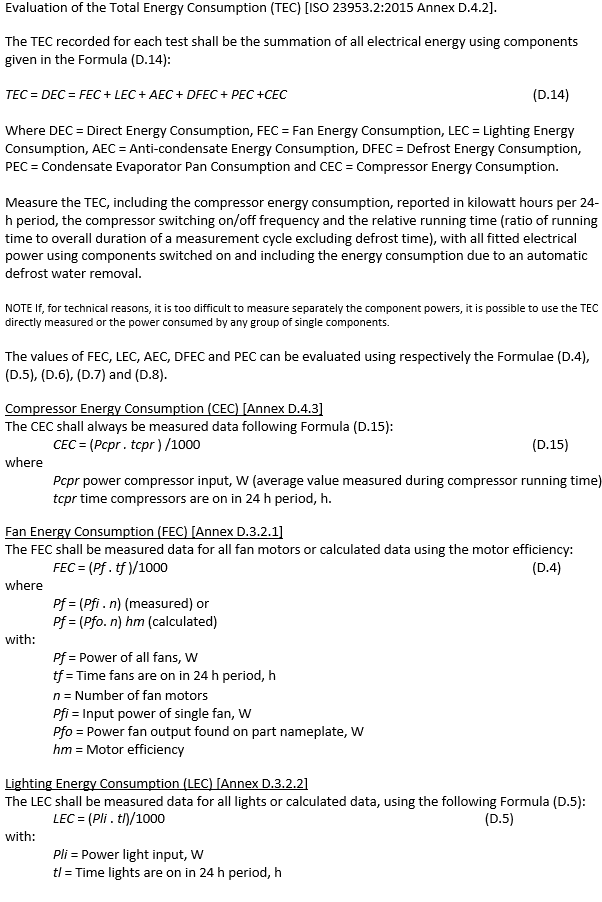 Evaluation of the Total Energy Consumption (TEC) [ISO 23953.2:2015 Annex D.4.2].
The TEC recorded for each test shall be the summation of all electrical energy using components
given in the Formula (D.14):
TEC = DEC = FEC + LEC + AEC + DFEC + PEC +CEC (D.14)
Where DEC = Direct Energy Consumption, FEC = Fan Energy Consumption, LEC = Lighting Energy
Consumption, AEC = Anti-condensate Energy Consumption, DFEC = Defrost Energy Consumption,
PEC = Condensate Evaporator Pan Consumption and CEC = Compressor Energy Consumption.
Measure the TEC, including the compressor energy consumption, reported in kilowatt hours per 24-
h period, the compressor switching on/off frequency and the relative running time (ratio of running
time to overall duration of a measurement cycle excluding defrost time), with all fitted electrical
power using components switched on and including the energy consumption due to an automatic
defrost water removal.
NOTE If, for technical reasons, it is too difficult to measure separately the component powers, it is possible to use the TEC
directly measured or the power consumed by any group of single components.
The values of FEC, LEC, AEC, DFEC and PEC can be evaluated using respectively the Formulae (D.4),
(D.5), (D.6), (D.7) and (D.8).
Compressor Energy Consumption (CEC) [Annex D.4.3]
The CEC shall always be measured data following Formula (D.15):
CEC = (Pcpr . tcpr ) /1000 (D.15)
where
Pcpr power compressor input, W (average value measured during compressor running time)
tcpr time compressors are on in 24 h period, h.
Fan Energy Consumption (FEC) [Annex D.3.2.1]
The FEC shall be measured data for all fan motors or calculated data using the motor efficiency:
FEC = (Pf . tf )/1000 (D.4)
where
Pf = (Pfi . n) (measured) or
Pf = (Pfo. n) hm (calculated)
with:
Pf = Power of all fans, W
tf = Time fans are on in 24 h period, h
n = Number of fan motors
Pfi = Input power of single fan, W
Pfo = Power fan output found on part nameplate, W
hm = Motor efficiency
Lighting Energy Consumption (LEC) [Annex D.3.2.2]
The LEC shall be measured data for all lights or calculated data, using the following Formula (D.5):
LEC = (Pli . tl)/1000 (D.5)
with:
Pli = Power light input, W
tl = Time lights are on in 24 h period, h